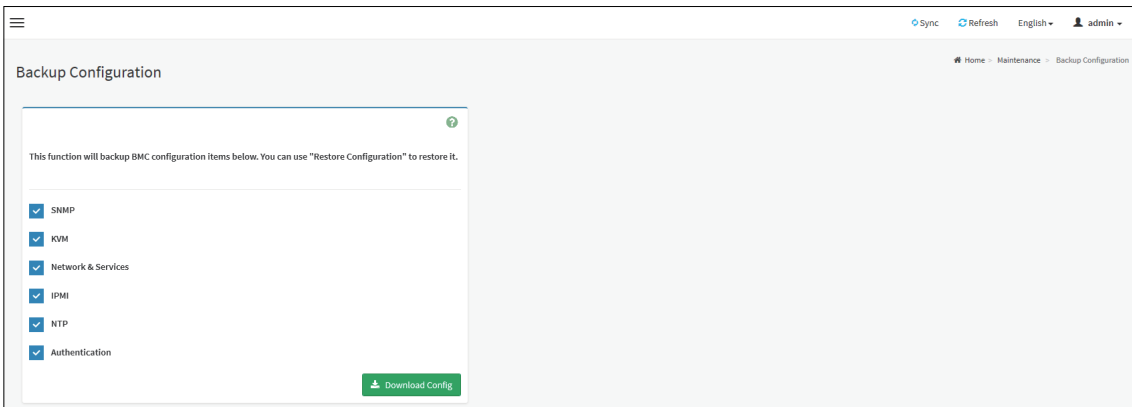 Sync Refresh English admin
Backup Configuration
Home > Maintenance > Backup Configuration
This function will backup BMC configuration items below. You can use "Restore Configuration" to restore it.
SNMP
KVM
Network & Services
IPMI
NTP
Authentication
Download Config